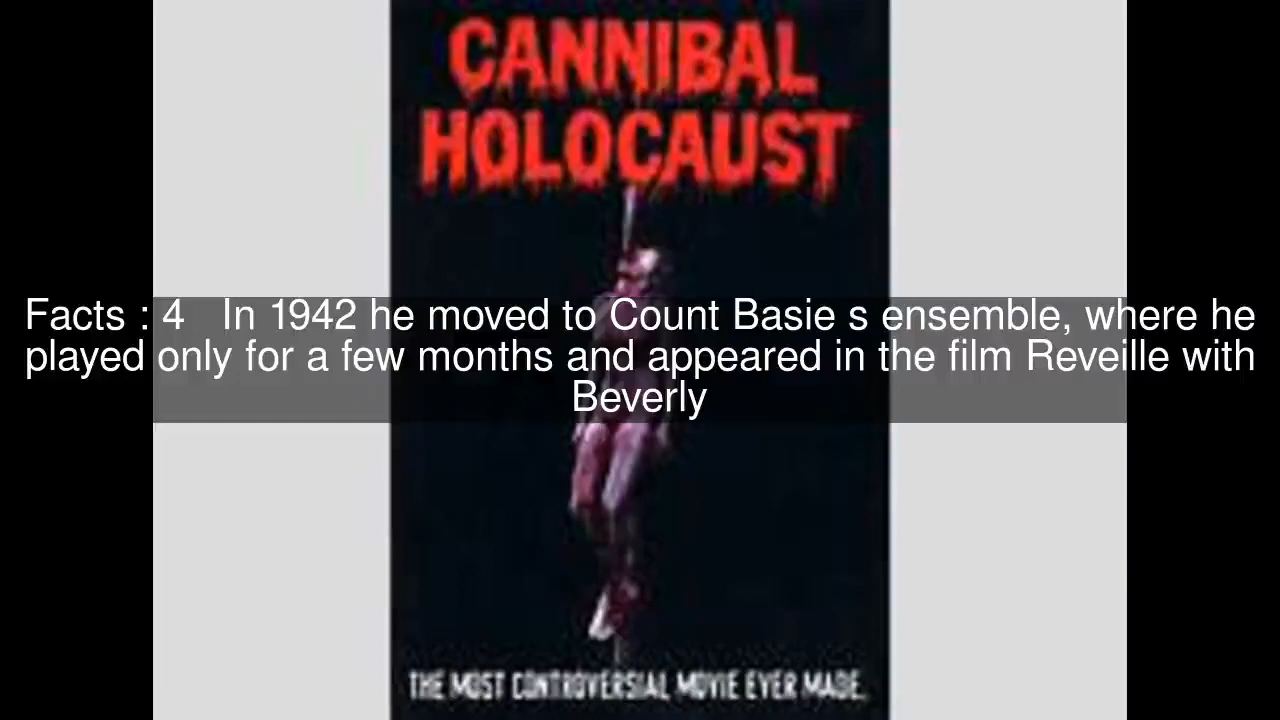 CANNIBAL
HOLOCAUST
Facts : 4 In 1942 he moved to Count Basie s ensemble, where he
played only for a few months and appeared in the film Reveille with
Beverly
THE MOST CONTROVERSIAL MOVIE EVER MADE.